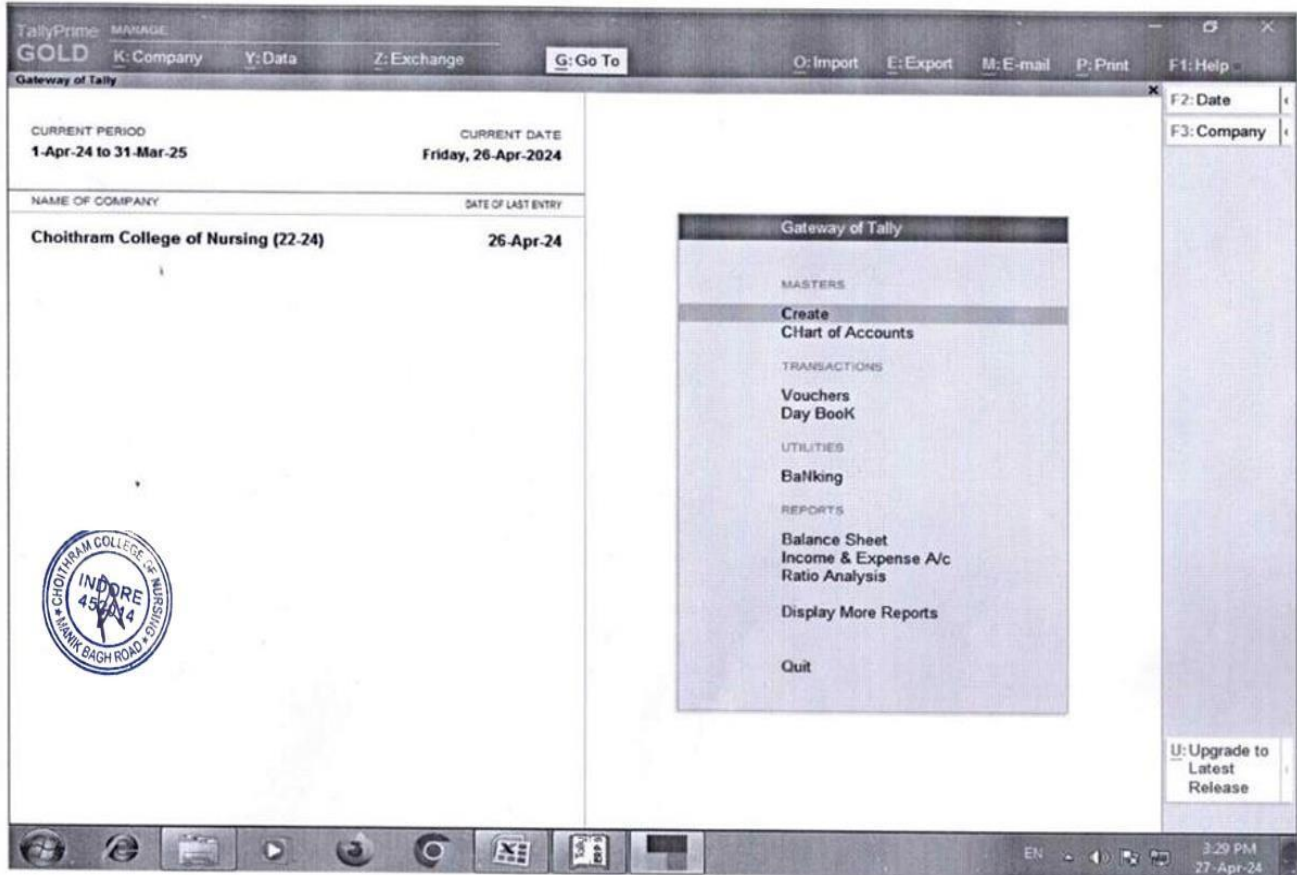 TallyPrime MANAGE
GOLD K: Company Y: Data Z: Exchange G: Go To O: Import E: Export M: E-mail P: Print F1: Help
Gateway of Tally
F2: Date
F3: Company
CURRENT PERIOD CURRENT DATE
1-Apr-24 to 31-Mar-25 Friday, 26-Apr-2024
NAME OF COMPANY DATE OF LAST ENTRY
Choithram College of Nursing (22-24) 26-Apr-24
Gateway of Tally
MASTERS
Create
CHart of Accounts
TRANSACTIONS
Vouchers
Day BooK
UTILITIES
BaNking
REPORTS
Balance Sheet
Income & Expense A/c
Ratio Analysis
Display More Reports
Quit
CHOITHRAM COLLEGE OF NURSING
INDORE
MANIK BAGH ROAD
U: Upgrade to
Latest
Release
EN 3:29 PM
27-Apr-24